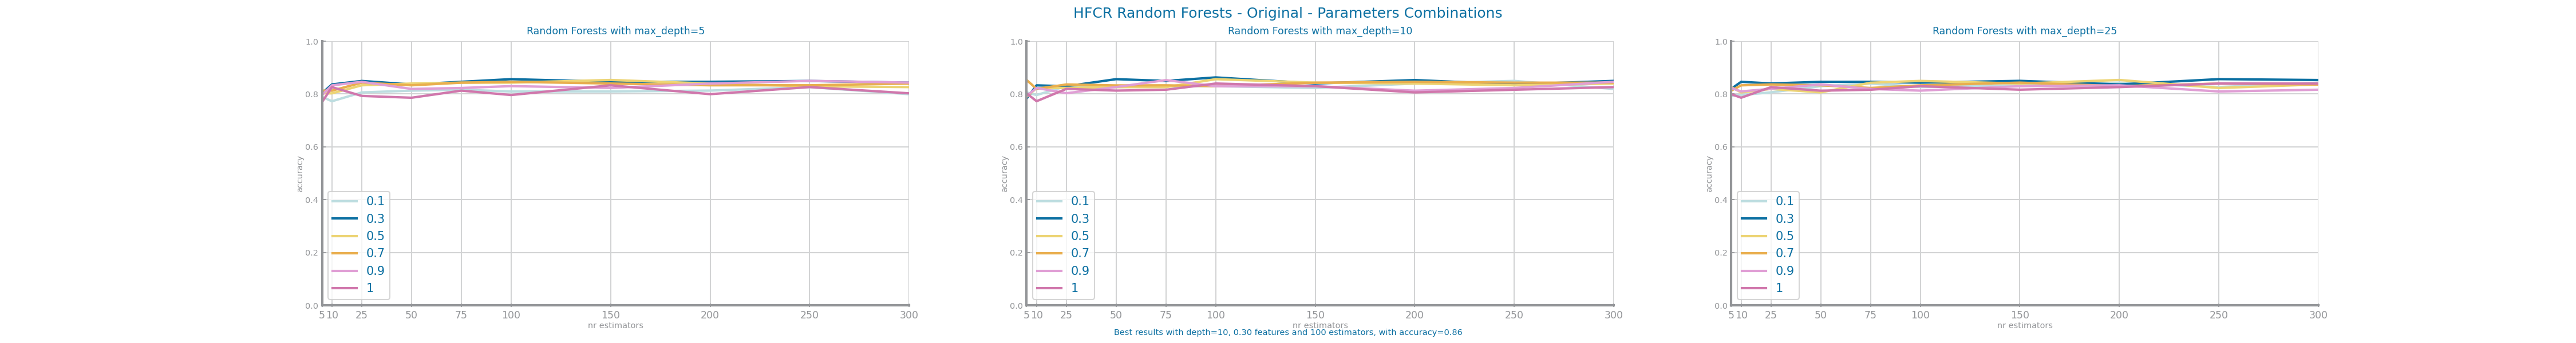 HFCR Random Forests - Original - Parameters Combinations
Random Forests with max_depth=5
1.0
0.8
0.6
0.4
0.2
0.0
accuracy
0.1
0.3
0.5
0.7
0.9
1
5 10 25 50 75 100 150 200 250 300
nr estimators
Random Forests with max_depth=10
1.0
0.8
0.6
0.4
0.2
0.0
accuracy
0.1
0.3
0.5
0.7
0.9
1
5 10 25 50 75 100 150 200 250 300
nr estimators
Random Forests with max_depth=25
1.0
0.8
0.6
0.4
0.2
0.0
accuracy
0.1
0.3
0.5
0.7
0.9
1
5 10 25 50 75 100 150 200 250 300
nr estimators
Best results with depth=10, 0.30 features and 100 estimators, with accuracy=0.86